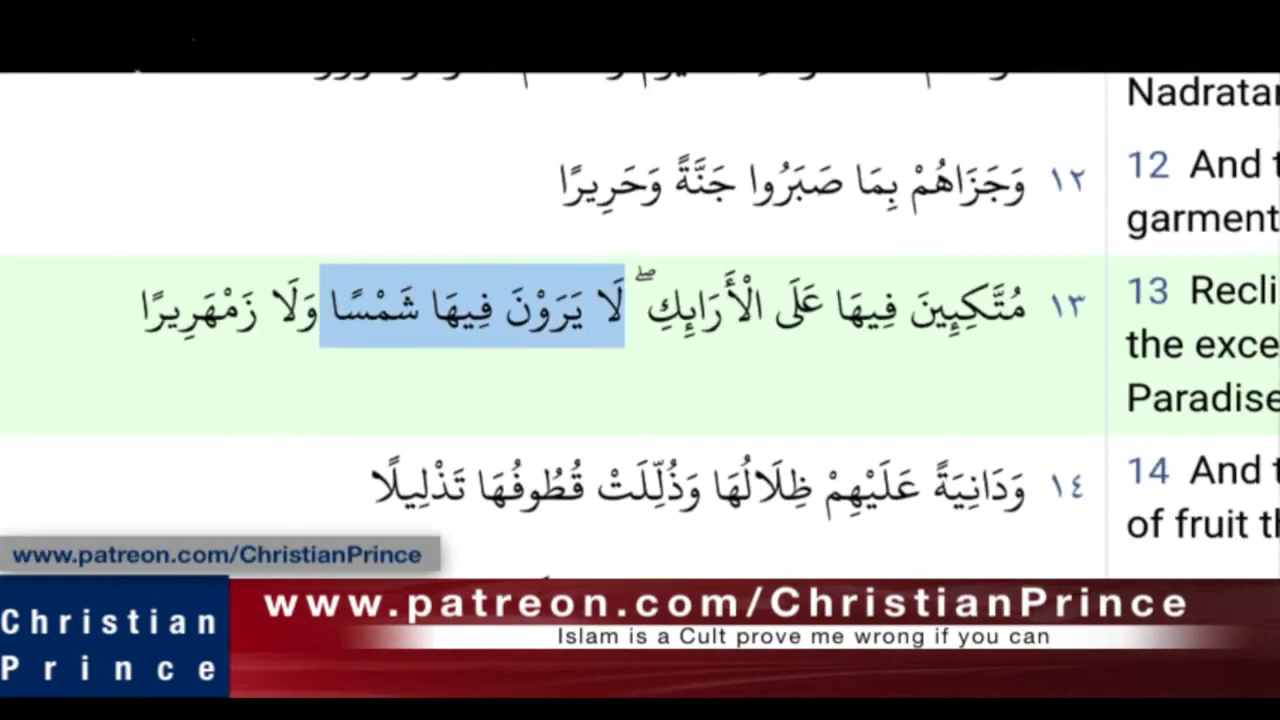 Nadratan
١٢ وَجَزَاهُمْ بِمَا صَبَرُوا جَنَّةً وَحَرِيرًا
12 And t
garment
١٣ مُتَّكِئِينَ فِيهَا عَلَى الْأَرَائِكِ ۖ لَا يَرَوْنَ فِيهَا شَمْسًا وَلَا زَمْهَرِيرًا
13 Recli
the exce
Paradise
١٤ وَدَانِيَةً عَلَيْهِمْ ظِلَالُهَا وَذُلِّلَتْ قُطُوفُهَا تَذْلِيلًا
14 And t
of fruit th
www.patreon.com/ChristianPrince
Christian
Prince
www.patreon.com/ChristianPrince
Islam is a Cult prove me wrong if you can